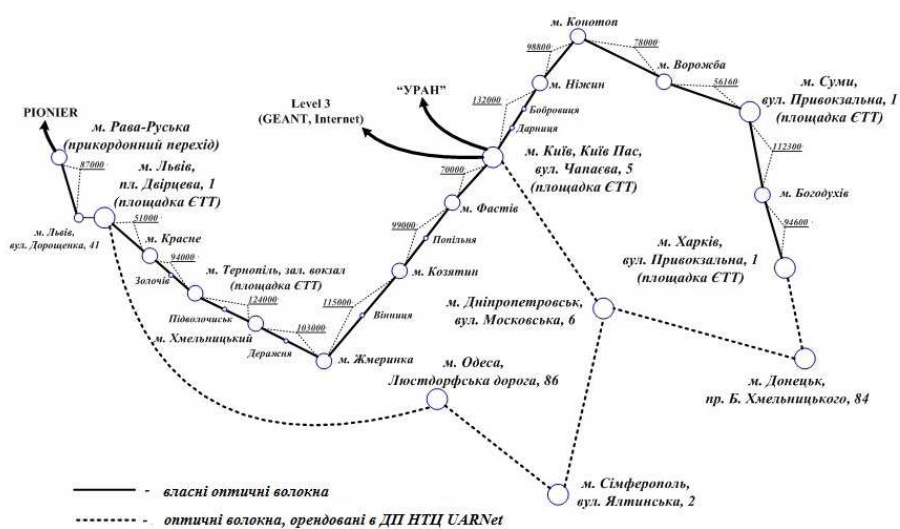 м. Конотоп
98800
78000
м. Ворожба
м. Ніжин
56160
м. Суми,
вул. Привокзальна, 1
(площадка ЄТТ)
132000
Бобровиця
Дарниця
"УРАН"
Level 3
(GEANT, Internet)
PIONIER
м. Рава-Руська
(прикордонний перехід)
87000
м. Львів,
пл. Двірцева, 1
(площадка ЄТТ)
м. Львів,
вул. Дорошенка, 41
51000
м. Красне
94000
Золочів
м. Тернопіль, зал. вокзал
(площадка ЄТТ)
124000
Підволочиськ
м. Хмельницький
103000
Деражня
м. Жмеринка
115000
Вінниця
м. Козятин
99000
Попільня
м. Фастів
70000
м. Київ, Київ Пас,
вул. Чапаєва, 5
(площадка ЄТТ)
112300
м. Богодухів
94600
м. Харків,
вул. Привокзальна, 1
(площадка ЄТТ)
м. Дніпропетровськ,
вул. Московська, 6
м. Одеса,
Люстдорфська дорога, 86
м. Донецьк,
пр. Б. Хмельницького, 84
м. Сімферополь,
вул. Ялтинська, 2
- власні оптичні волокна
- оптичні волокна, орендовані в ДП НТЦ UARNet